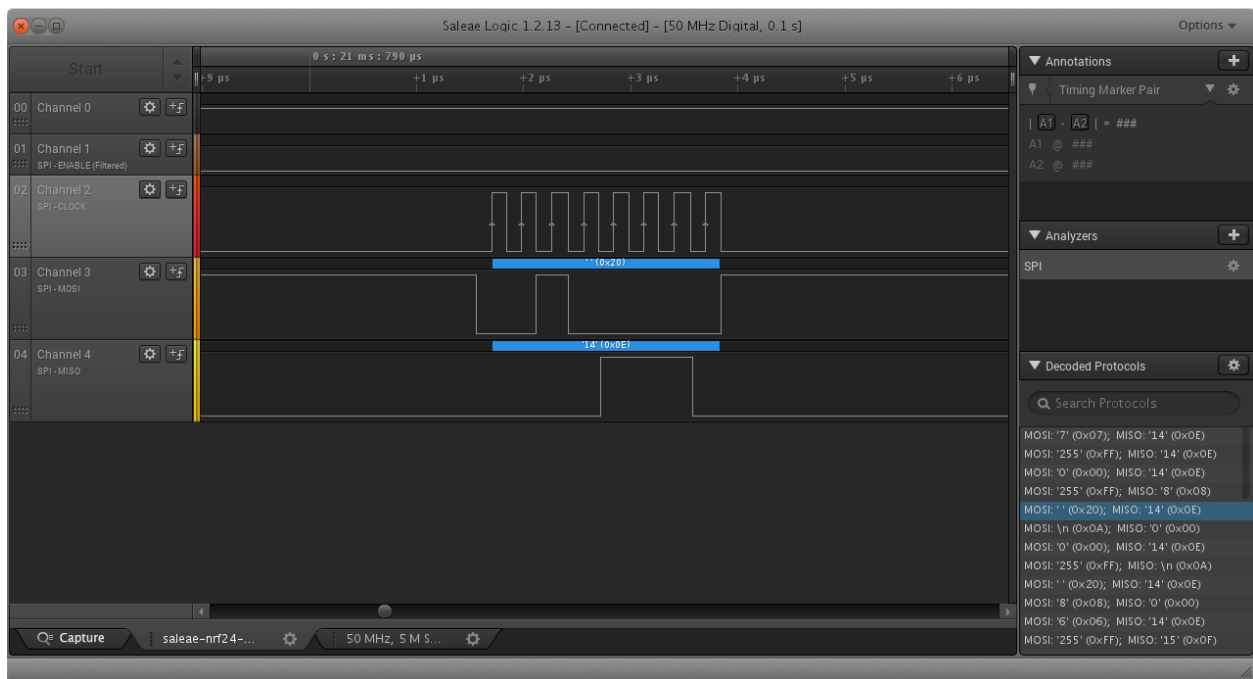 Saleae Logic 1.2.13 - [Connected] - [50 MHz Digital, 0.1 s]
Options
Start
0 s : 21 ms : 790 µs
+9 µs
+1 µs
+2 µs
+3 µs
+4 µs
+5 µs
+6 µs
00 Channel 0
01 Channel 1
SPI - ENABLE (Filtered)
02 Channel 2
SPI - CLOCK
' ' (0x20)
03 Channel 3
SPI - MOSI
'14' (0x0E)
04 Channel 4
SPI - MISO
Annotations
Timing Marker Pair
| A1 - A2 | = ###
A1 @ ###
A2 @ ###
Analyzers
SPI
Decoded Protocols
Search Protocols
MOSI: '7' (0x07); MISO: '14' (0x0E)
MOSI: '255' (0xFF); MISO: '14' (0x0E)
MOSI: '0' (0x00); MISO: '14' (0x0E)
MOSI: '255' (0xFF); MISO: '8' (0x08)
MOSI: ' ' (0x20); MISO: '14' (0x0E)
MOSI: \n (0x0A); MISO: '0' (0x00)
MOSI: '0' (0x00); MISO: '14' (0x0E)
MOSI: '255' (0xFF); MISO: \n (0x0A)
MOSI: ' ' (0x20); MISO: '14' (0x0E)
MOSI: '8' (0x08); MISO: '0' (0x00)
MOSI: '6' (0x06); MISO: '14' (0x0E)
MOSI: '255' (0xFF); MISO: '15' (0x0F)
Capture
saleae-nrf24-...
50 MHz, 5 M S...